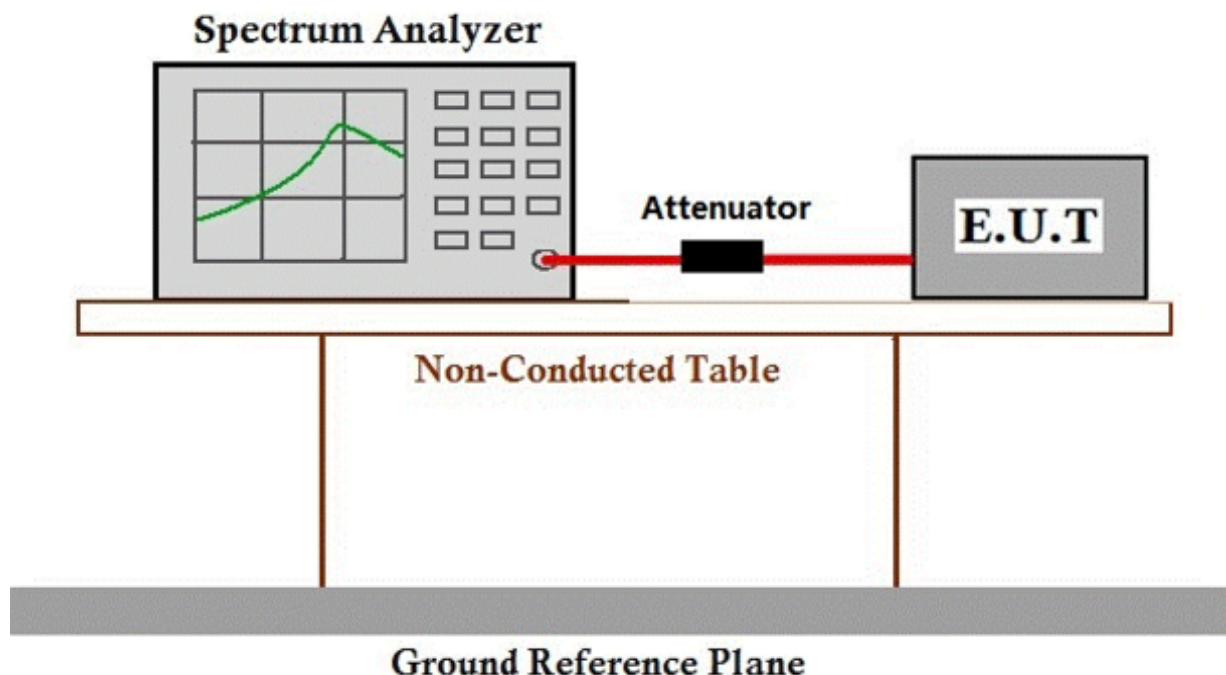 Spectrum Analyzer
Attenuator
E.U.T
Non-Conducted Table
Ground Reference Plane